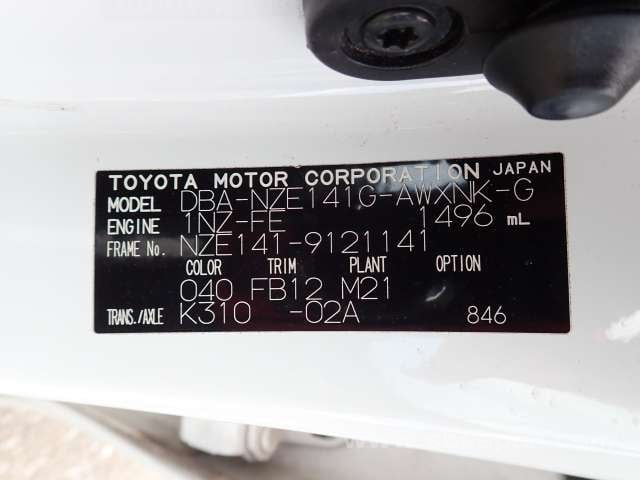 TOYOTA MOTOR CORPORATION JAPAN
MODEL DBA-NZE141G-AWXNK-G
ENGINE 1NZ-FE 1496 mL
FRAME No. NZE141-9121141
COLOR TRIM PLANT OPTION
040 FB12 M21
TRANS./AXLE K310 -02A 846